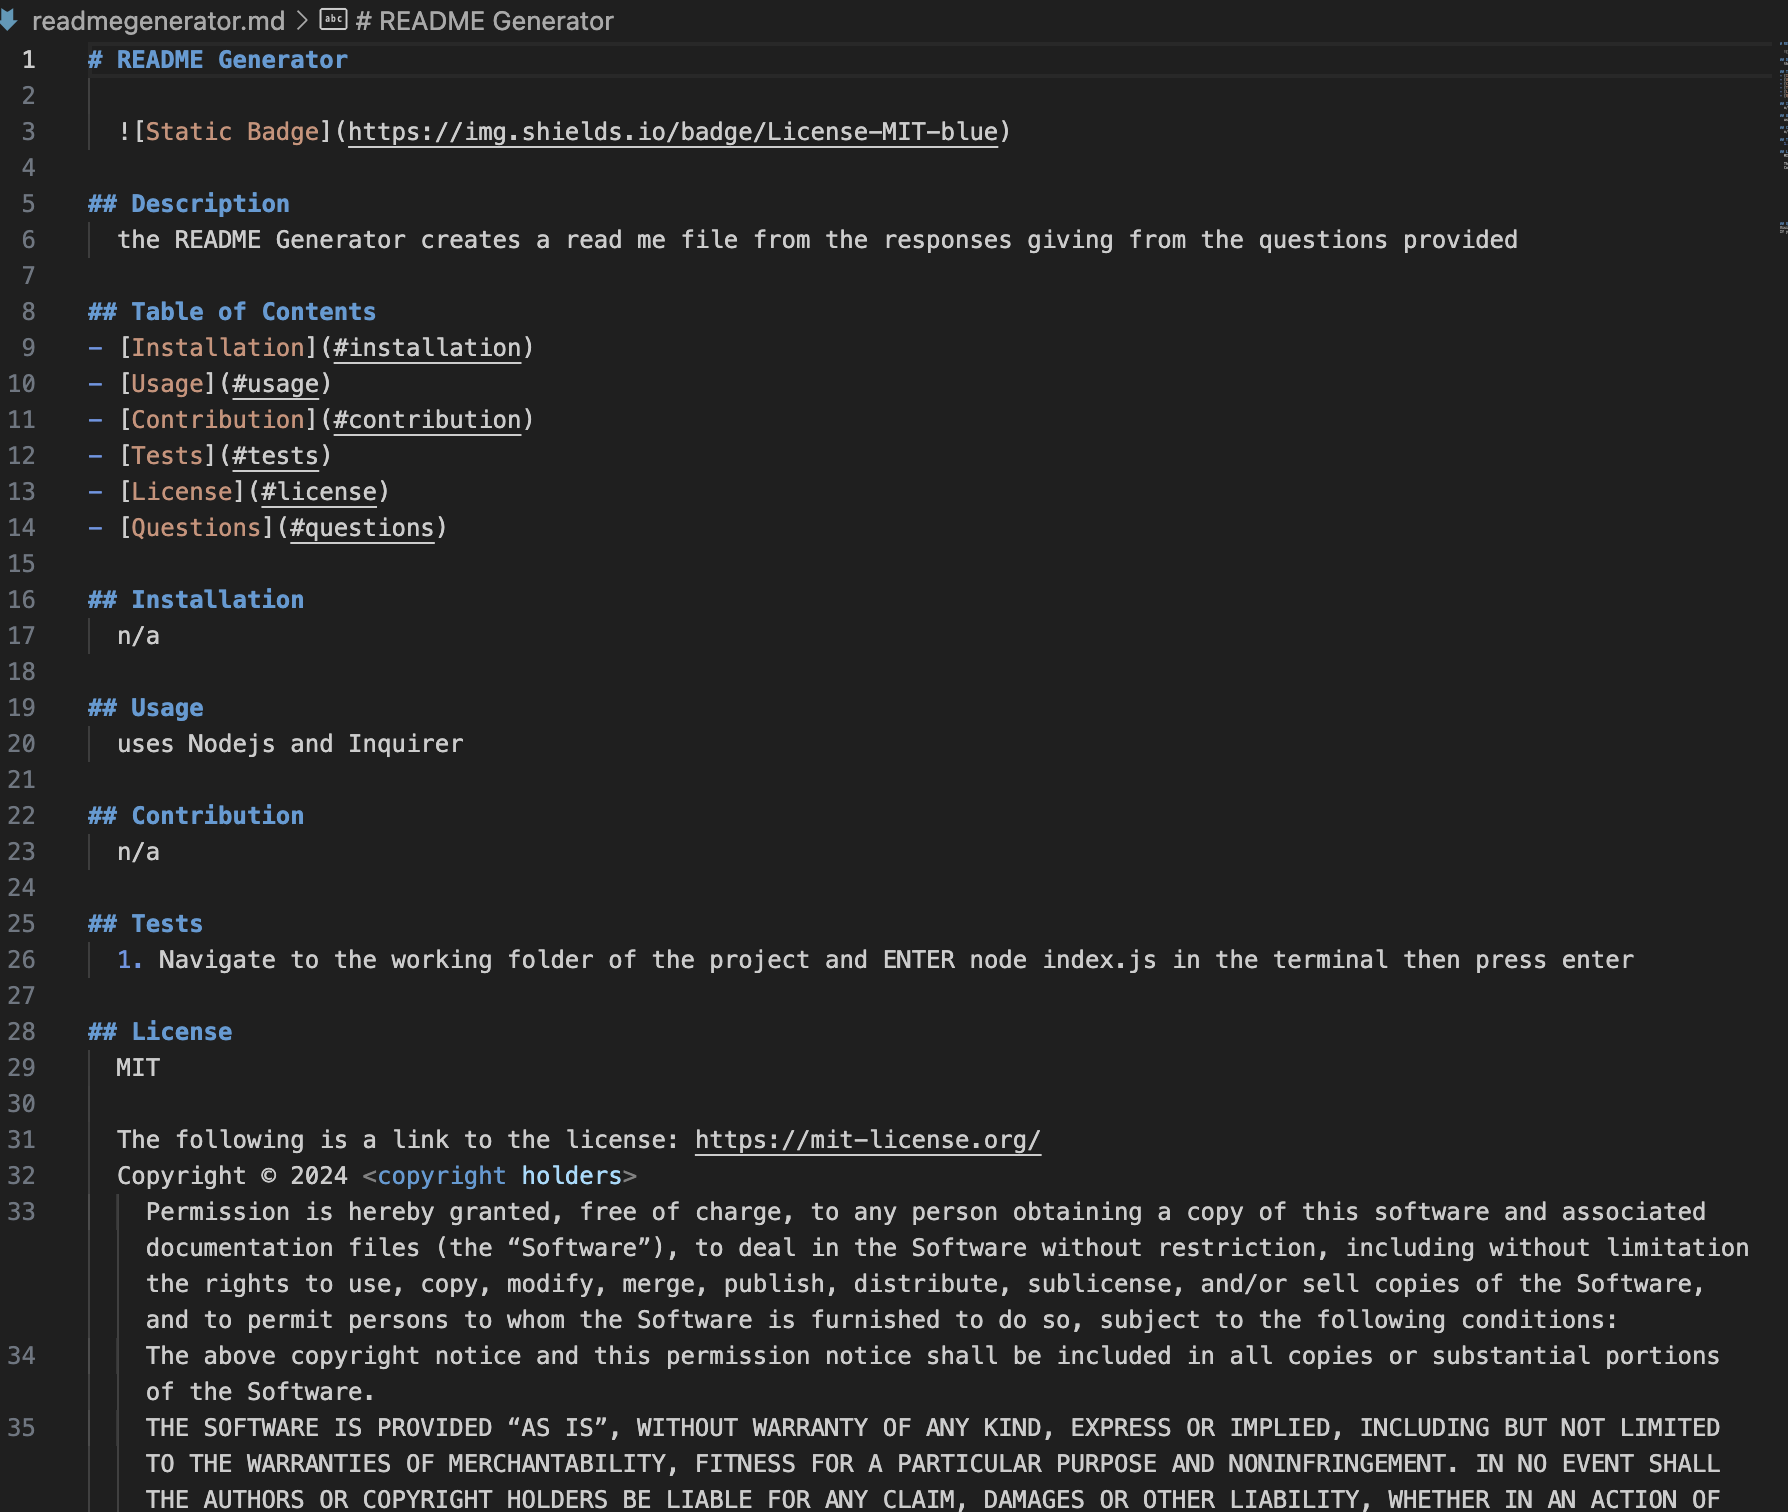 readmegenerator.md > abc # README Generator
1 # README Generator
2
3 ![Static Badge](https://img.shields.io/badge/License-MIT-blue)
4
5 ## Description
6 the README Generator creates a read me file from the responses giving from the questions provided
7
8 ## Table of Contents
9 - [Installation](#installation)
10 - [Usage](#usage)
11 - [Contribution](#contribution)
12 - [Tests](#tests)
13 - [License](#license)
14 - [Questions](#questions)
15
16 ## Installation
17 n/a
18
19 ## Usage
20 uses Nodejs and Inquirer
21
22 ## Contribution
23 n/a
24
25 ## Tests
26 1. Navigate to the working folder of the project and ENTER node index.js in the terminal then press enter
27
28 ## License
29 MIT
30
31 The following is a link to the license: https://mit-license.org/
32 Copyright © 2024 <copyright holders>
33 Permission is hereby granted, free of charge, to any person obtaining a copy of this software and associated
documentation files (the “Software”), to deal in the Software without restriction, including without limitation
the rights to use, copy, modify, merge, publish, distribute, sublicense, and/or sell copies of the Software,
and to permit persons to whom the Software is furnished to do so, subject to the following conditions:
34 The above copyright notice and this permission notice shall be included in all copies or substantial portions
of the Software.
35 THE SOFTWARE IS PROVIDED “AS IS”, WITHOUT WARRANTY OF ANY KIND, EXPRESS OR IMPLIED, INCLUDING BUT NOT LIMITED
TO THE WARRANTIES OF MERCHANTABILITY, FITNESS FOR A PARTICULAR PURPOSE AND NONINFRINGEMENT. IN NO EVENT SHALL
THE AUTHORS OR COPYRIGHT HOLDERS BE LIABLE FOR ANY CLAIM, DAMAGES OR OTHER LIABILITY, WHETHER IN AN ACTION OF